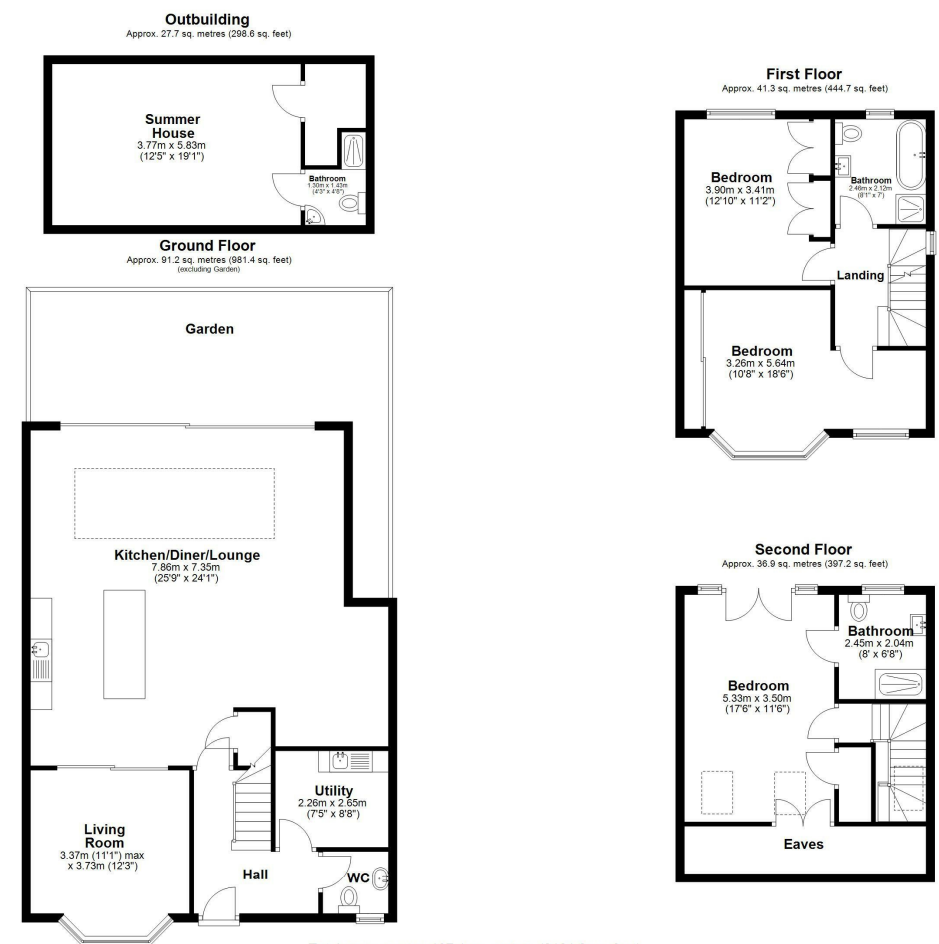 Outbuilding
Approx. 27.7 sq. metres (298.6 sq. feet)
Summer
House
3.77m x 5.83m
(12'5" x 19'1")
Bathroom
1.30m x 1.43m
(4'3" x 4'8")
Ground Floor
Approx. 91.2 sq. metres (981.4 sq. feet)
(excluding Garden)
Garden
Kitchen/Diner/Lounge
7.86m x 7.35m
(25'9" x 24'1")
Utility
2.26m x 2.65m
(7'5" x 8'8")
Living
Room
3.37m (11'1") max
x 3.73m (12'3")
Hall
WC
First Floor
Approx. 41.3 sq. metres (444.7 sq. feet)
Bedroom
3.90m x 3.41m
(12'10" x 11'2")
Bathroom
2.46m x 2.12m
(8'1" x 7')
Landing
Bedroom
3.26m x 5.64m
(10'8" x 18'6")
Second Floor
Approx. 36.9 sq. metres (397.2 sq. feet)
Bathroom
2.45m x 2.04m
(8' x 6'8")
Bedroom
5.33m x 3.50m
(17'6" x 11'6")
Eaves